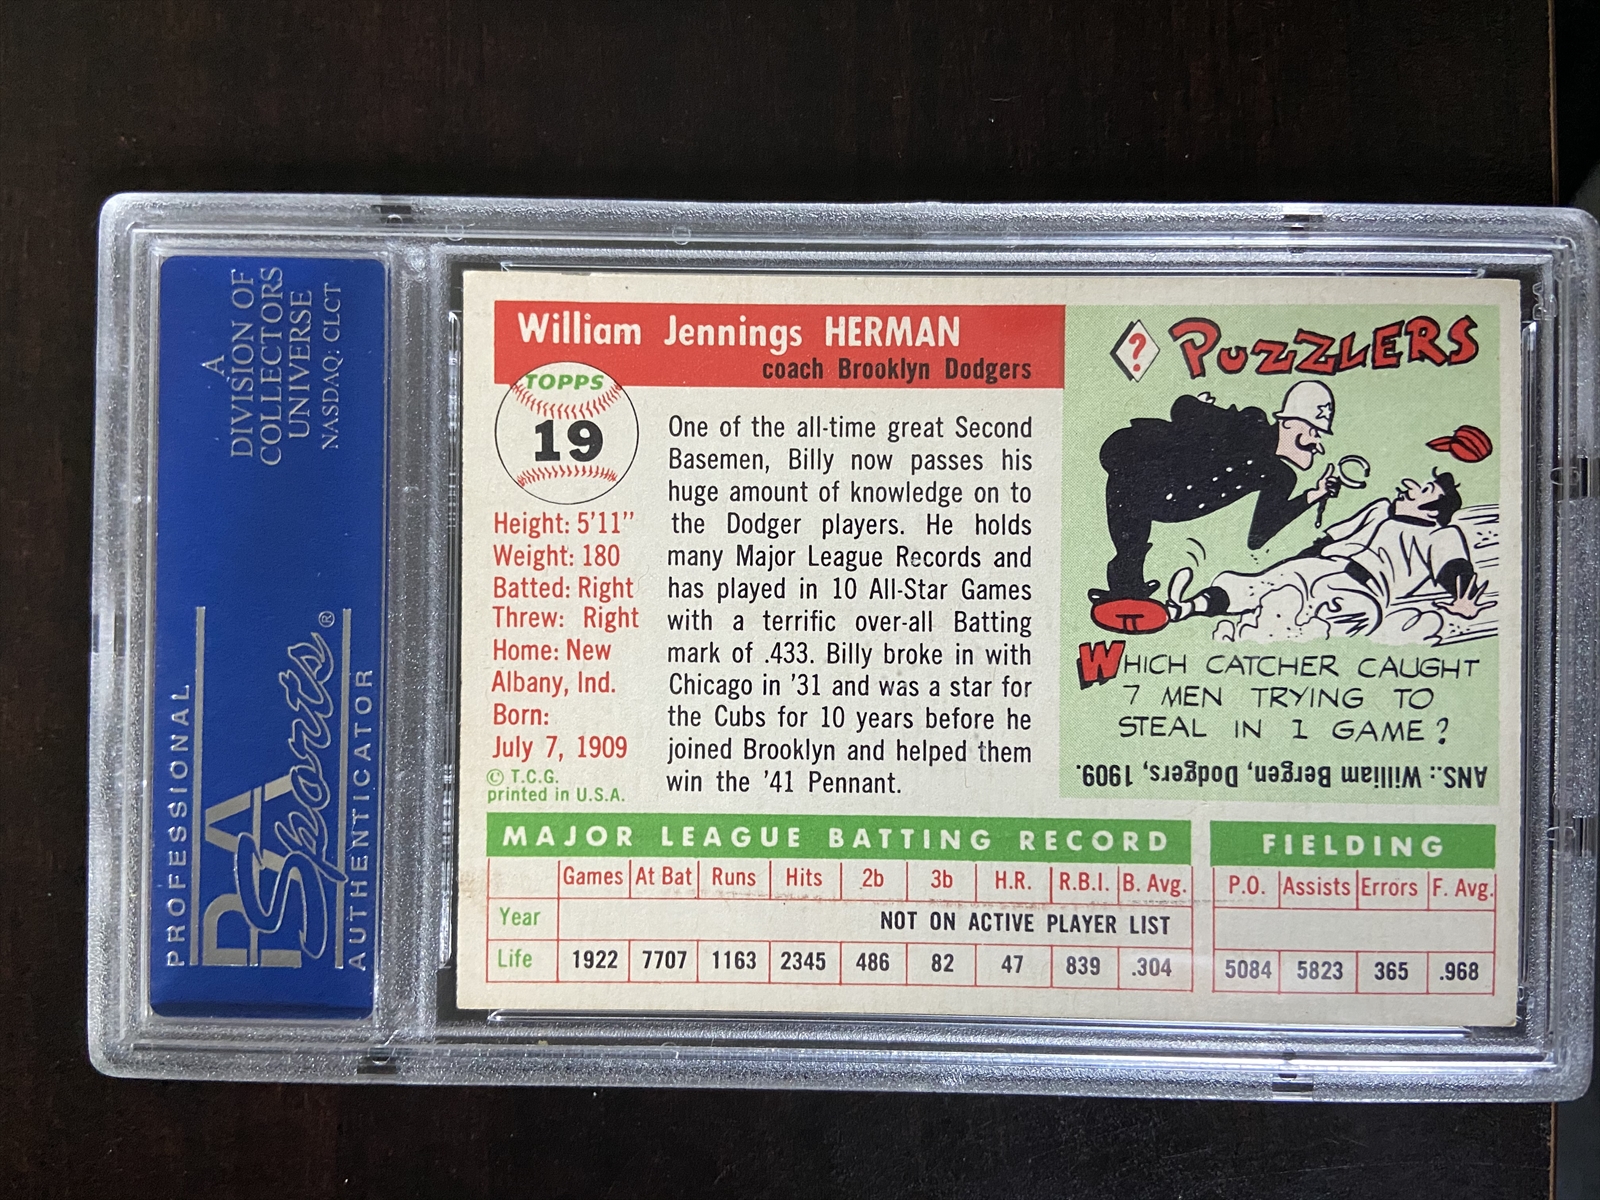 A
DIVISION OF
COLLECTORS
UNIVERSE
NASDAQ: CLCT
PROFESSIONAL
PSA
Sports®
AUTHENTICATOR
William Jennings HERMAN
coach Brooklyn Dodgers
TOPPS
19
Height: 5'11"
Weight: 180
Batted: Right
Threw: Right
Home: New
Albany, Ind.
Born:
July 7, 1909
© T.C.G.
printed in U.S.A.
One of the all-time great Second
Basemen, Billy now passes his
huge amount of knowledge on to
the Dodger players. He holds
many Major League Records and
has played in 10 All-Star Games
with a terrific over-all Batting
mark of .433. Billy broke in with
Chicago in '31 and was a star for
the Cubs for 10 years before he
joined Brooklyn and helped them
win the '41 Pennant.
? PUZZLERS
W
WHICH CATCHER CAUGHT
7 MEN TRYING TO
STEAL IN 1 GAME?
ANS.: William Bergen, Dodgers, 1909.
MAJOR LEAGUE BATTING RECORD
Games At Bat Runs Hits 2b 3b H.R. R.B.I. B. Avg.
Year NOT ON ACTIVE PLAYER LIST
Life 1922 7707 1163 2345 486 82 47 839 .304
FIELDING
P.O. Assists Errors F. Avg.
5084 5823 365 .968